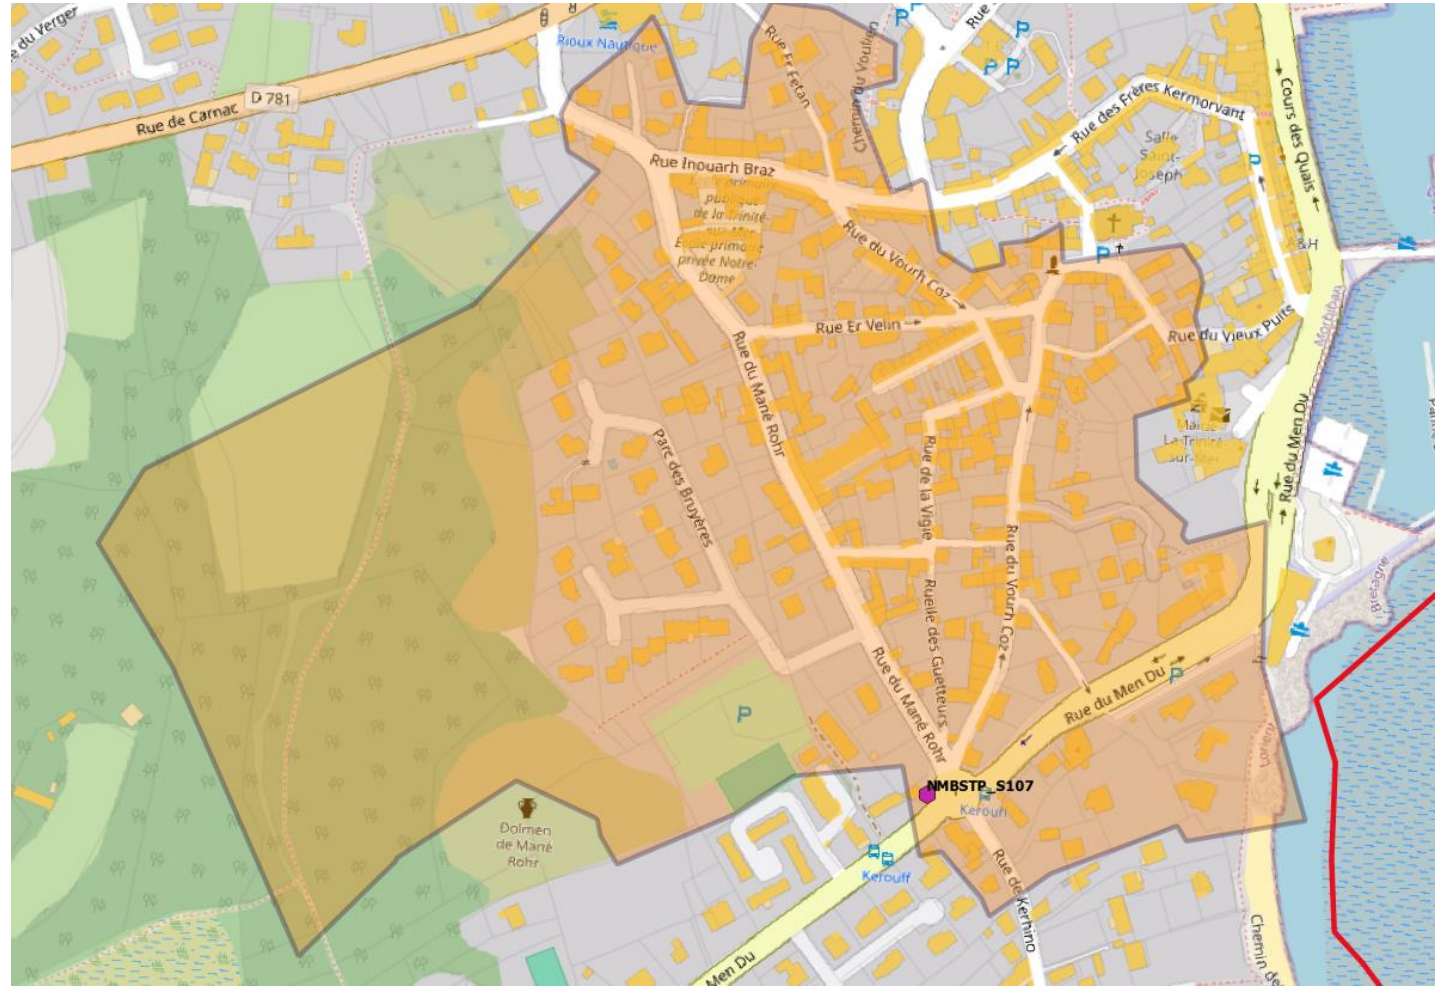 du Verger
Rue de Carnac
D 781
Rioux Nautique
Rue Er Fetan
Chemin du Voulien
P
Rue
P
P
P
Rue des Frères Kermorvant
P
Cours des Quais
Salle
Saint-
Joseph
Rue Inouarh Braz
École primaire
publique
de la Trinité-
sur-Mer
École primaire
privée Notre-
Dame
Rue du Vourh Coz
P
A&H
Morbihan
Rue Er Velin
Rue du Vieux Puits
Rue du Mané Rohr
Mairie
La Trinité-
sur-Mer
Rue du Men Du
Parc des Bruyères
Rue de la Vigie
Rue du Vourh Coz
Bretagne
Ruelle des Guetteurs
Rue du Mané Rohr
Rue du Men Du
P
P
Lorient
NMBSTP_S107
Kerouh
Dolmen
de Mané
Rohr
Kerouff
Rue de Kerhino
Men Du
Chemin de